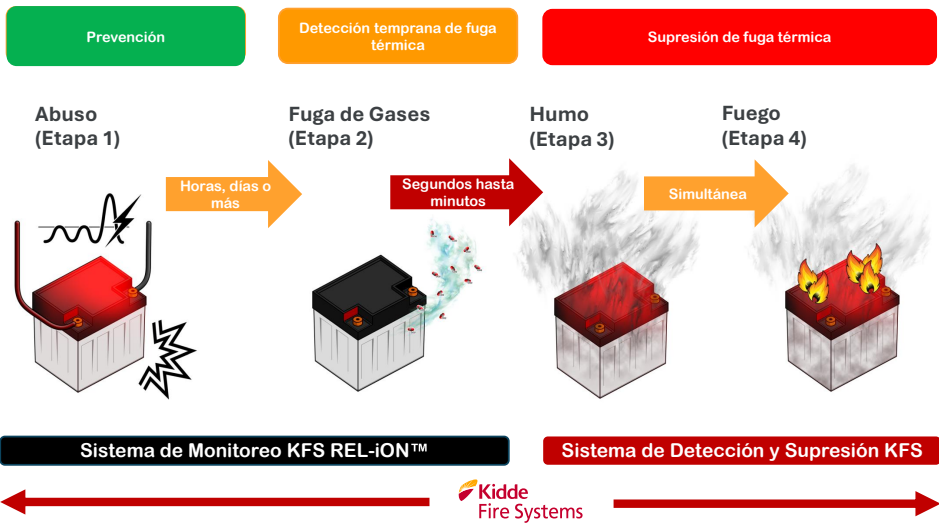 Prevención
Detección temprana de fuga
térmica
Supresión de fuga térmica
Abuso
(Etapa 1)
Fuga de Gases
(Etapa 2)
Humo
(Etapa 3)
Fuego
(Etapa 4)
Horas, días o
más
Segundos hasta
minutos
Simultánea
Sistema de Monitoreo KFS REL-iON™
Sistema de Detección y Supresión KFS
Kidde
Fire Systems